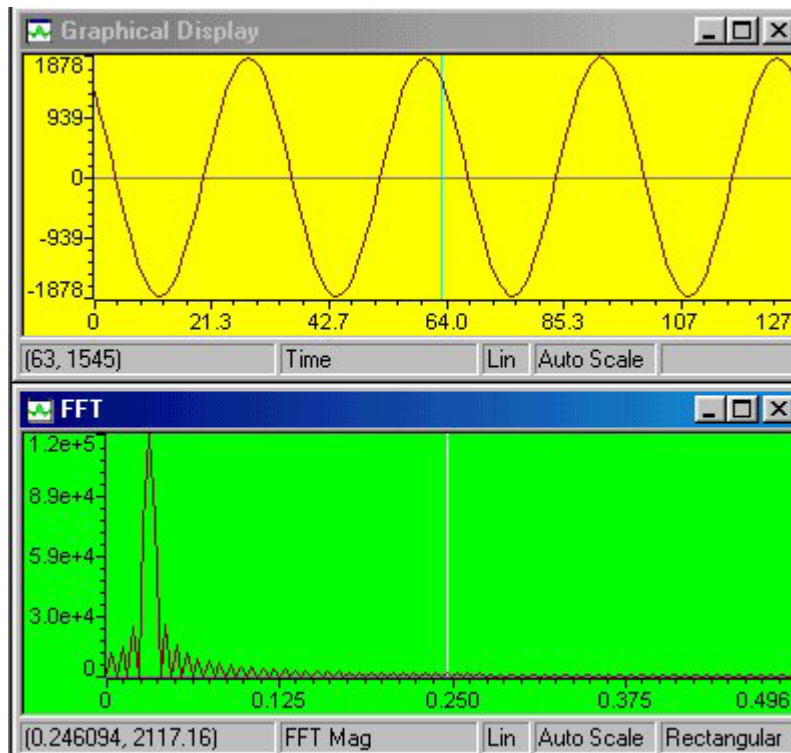 Graphical Display
1878
939
0
-939
-1878
0 21.3 42.7 64.0 85.3 107 127
(63, 1545) Time Lin Auto Scale
FFT
1.2e+5
8.9e+4
5.9e+4
3.0e+4
0
0 0.125 0.250 0.375 0.496
(0.246094, 2117.16) FFT Mag Lin Auto Scale Rectangular